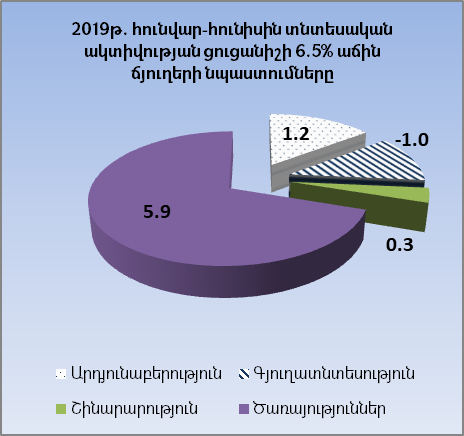 2019թ. հունվար-հունիսին տնտեսական
ակտիվության ցուցանիշի 6.5% աճին
ճյուղերի նպաստումները
1.2
-1.0
5.9
0.3
Արդյունաբերություն
Գյուղատնտեսություն
Շինարարություն
Ծառայություններ